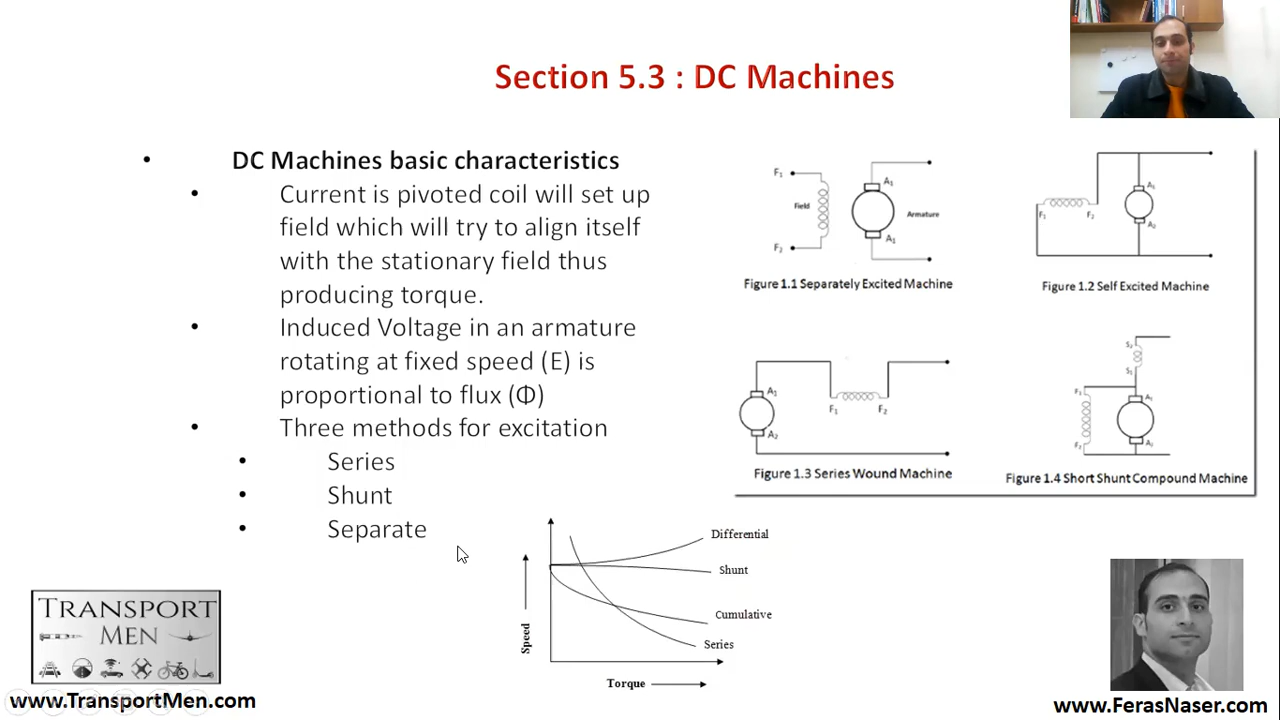 Section 5.3 : DC Machines
• DC Machines basic characteristics
• Current is pivoted coil will set up
field which will try to align itself
with the stationary field thus
producing torque.
• Induced Voltage in an armature
rotating at fixed speed (E) is
proportional to flux (Φ)
• Three methods for excitation
• Series
• Shunt
• Separate
F₁
Field
F₂
A₁
Armature
A₁
Figure 1.1 Separately Excited Machine
F₁
F₂
A₁
A₂
Figure 1.2 Self Excited Machine
A₁
A₂
F₁
F₂
Figure 1.3 Series Wound Machine
S₂
S₁
F₁
F₂
A₁
A₂
Figure 1.4 Short Shunt Compound Machine
Speed
Differential
Shunt
Cumulative
Series
Torque
TRANSPORT
MEN
www.TransportMen.com
www.FerasNaser.com